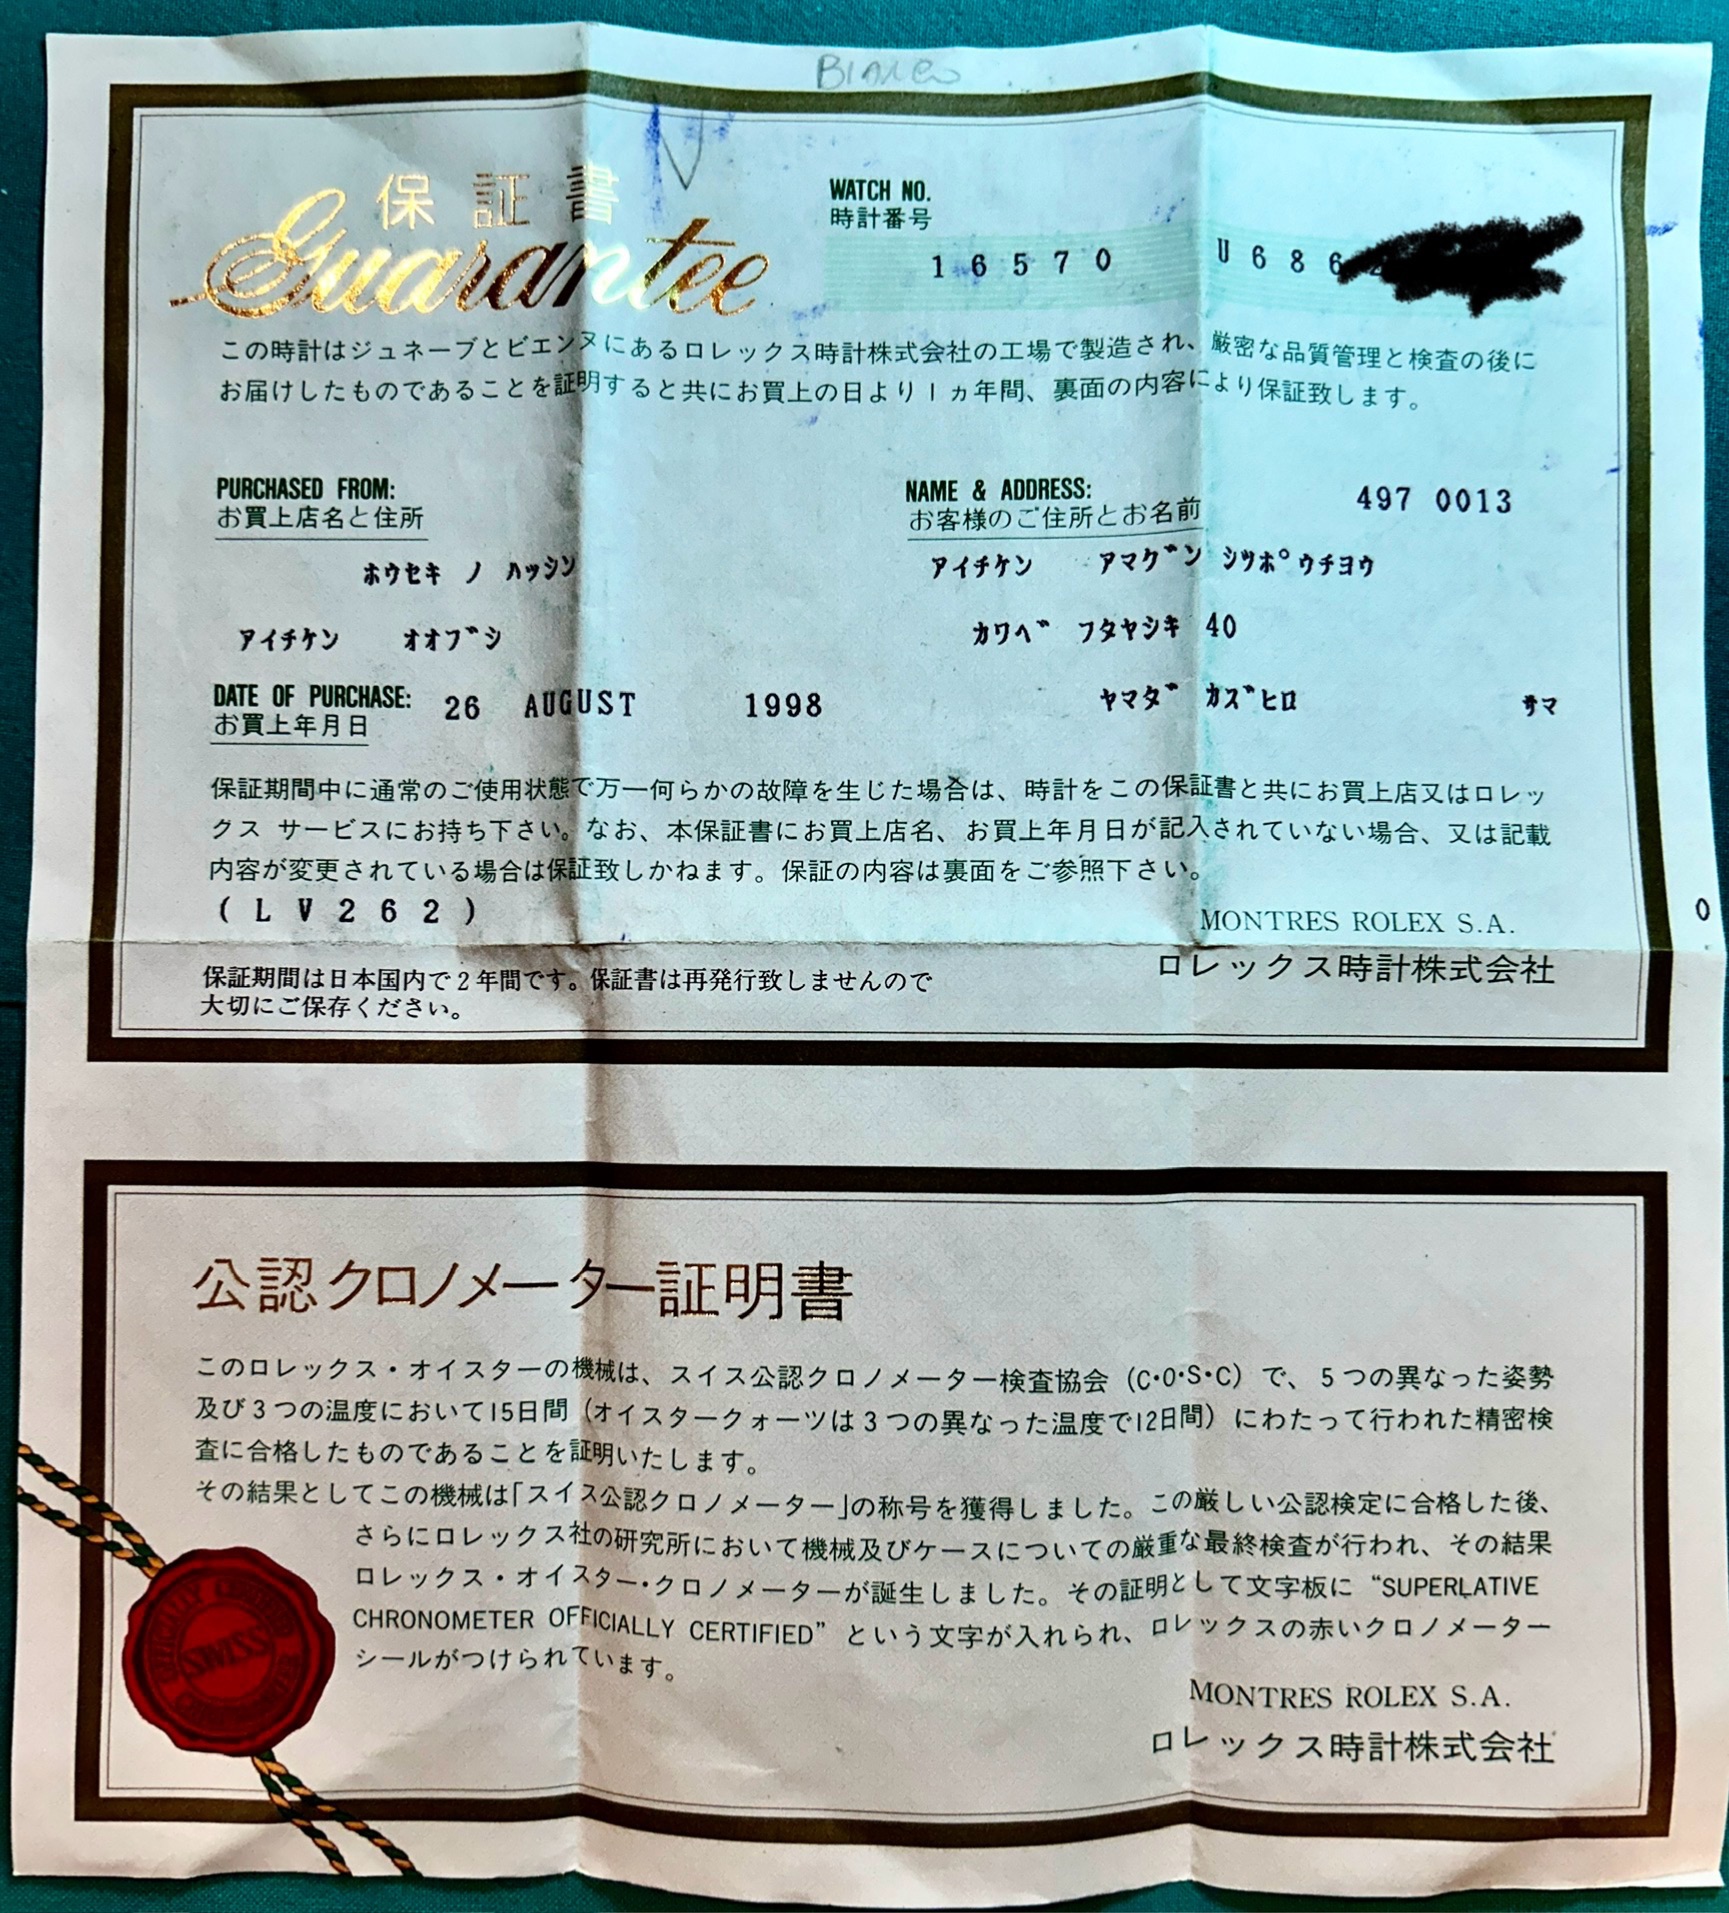 保証書
Guarantee
WATCH NO.
時計番号
16570 U686
この時計はジュネーブとビエンヌにあるロレックス時計株式会社の工場で製造され、厳密な品質管理と検査の後に
お届けしたものであることを証明すると共にお買上の日より1ヵ年間、裏面の内容により保証致します。
PURCHASED FROM:
お買上店名と住所
ホウセキ ノ ハッシン
アイチケン オオブシ
NAME & ADDRESS:
お客様のご住所とお名前
497 0013
アイチケン アマグン シツポウチヨウ
カワベ フタヤシキ 40
ヤマダ カズヒロ サマ
DATE OF PURCHASE:
お買上年月日
26 AUGUST 1998
保証期間中に通常のご使用状態で万一何らかの故障を生じた場合は、時計をこの保証書と共にお買上店又はロレッ
クス サービスにお持ち下さい。なお、本保証書にお買上店名、お買上年月日が記入されていない場合、又は記載
内容が変更されている場合は保証致しかねます。保証の内容は裏面をご参照下さい。
(LV262)
MONTRES ROLEX S.A.
ロレックス時計株式会社
0
保証期間は日本国内で2年間です。保証書は再発行致しませんので
大切にご保存ください。
公認クロノメーター証明書
このロレックス・オイスターの機械は、スイス公認クロノメーター検査協会(C・O・S・C)で、5つの異なった姿勢
及び3つの温度において15日間(オイスタークォーツは3つの異なった温度で12日間)にわたって行われた精密検
査に合格したものであることを証明いたします。
その結果としてこの機械は「スイス公認クロノメーター」の称号を獲得しました。この厳しい公認検定に合格した後、
さらにロレックス社の研究所において機械及びケースについての厳重な最終検査が行われ、その結果
ロレックス・オイスター・クロノメーターが誕生しました。その証明として文字板に“SUPERLATIVE
CHRONOMETER OFFICIALLY CERTIFIED”という文字が入れられ、ロレックスの赤いクロノメーター
シールがつけられています。
SWISS
MONTRES ROLEX S.A.
ロレックス時計株式会社